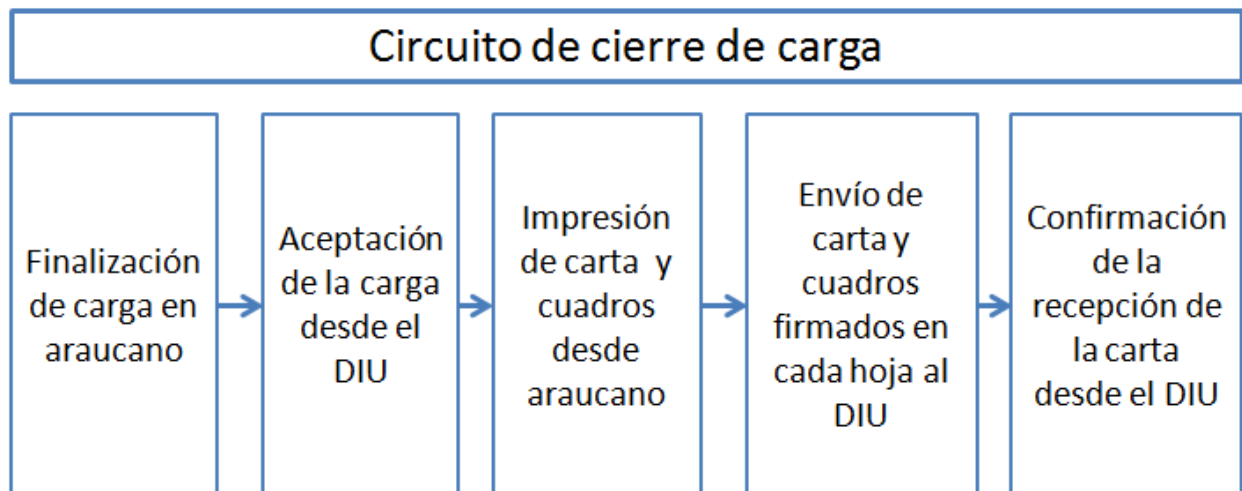 Circuito de cierre de carga
Finalización
de carga en
araucano
Aceptación
de la carga
desde el
DIU
Impresión
de carta y
cuadros
desde
araucano
Envío de
carta y
cuadros
firmados en
cada hoja al
DIU
Confirmación
de la
recepción de
la carta
desde el DIU